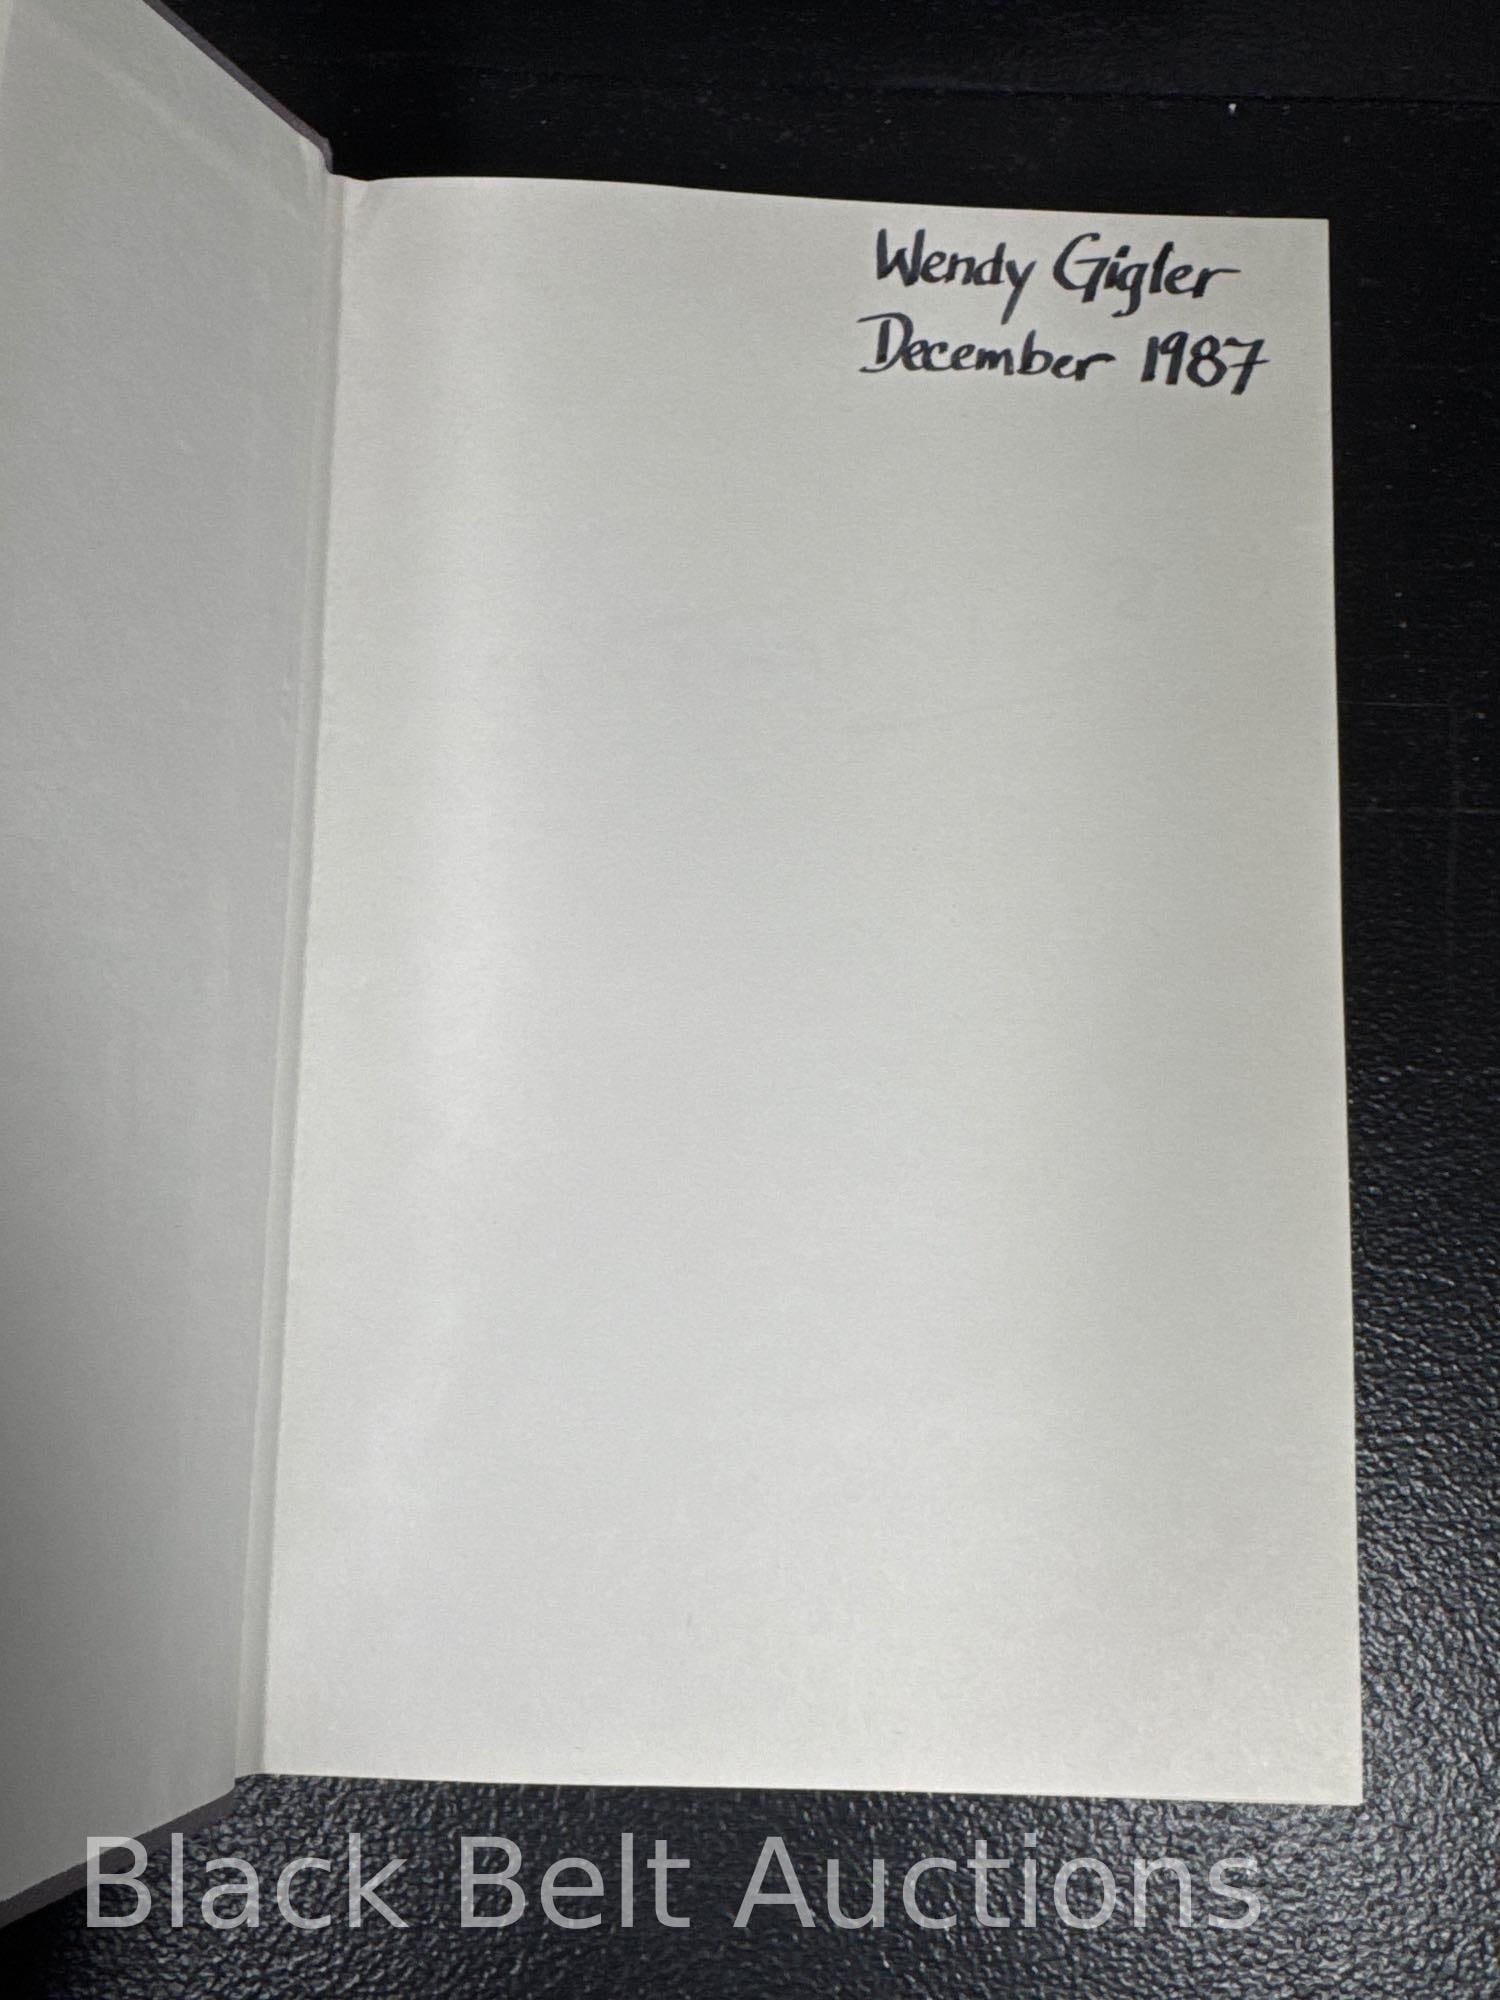 Wendy Gigler
December 1987
Black Belt Auctions